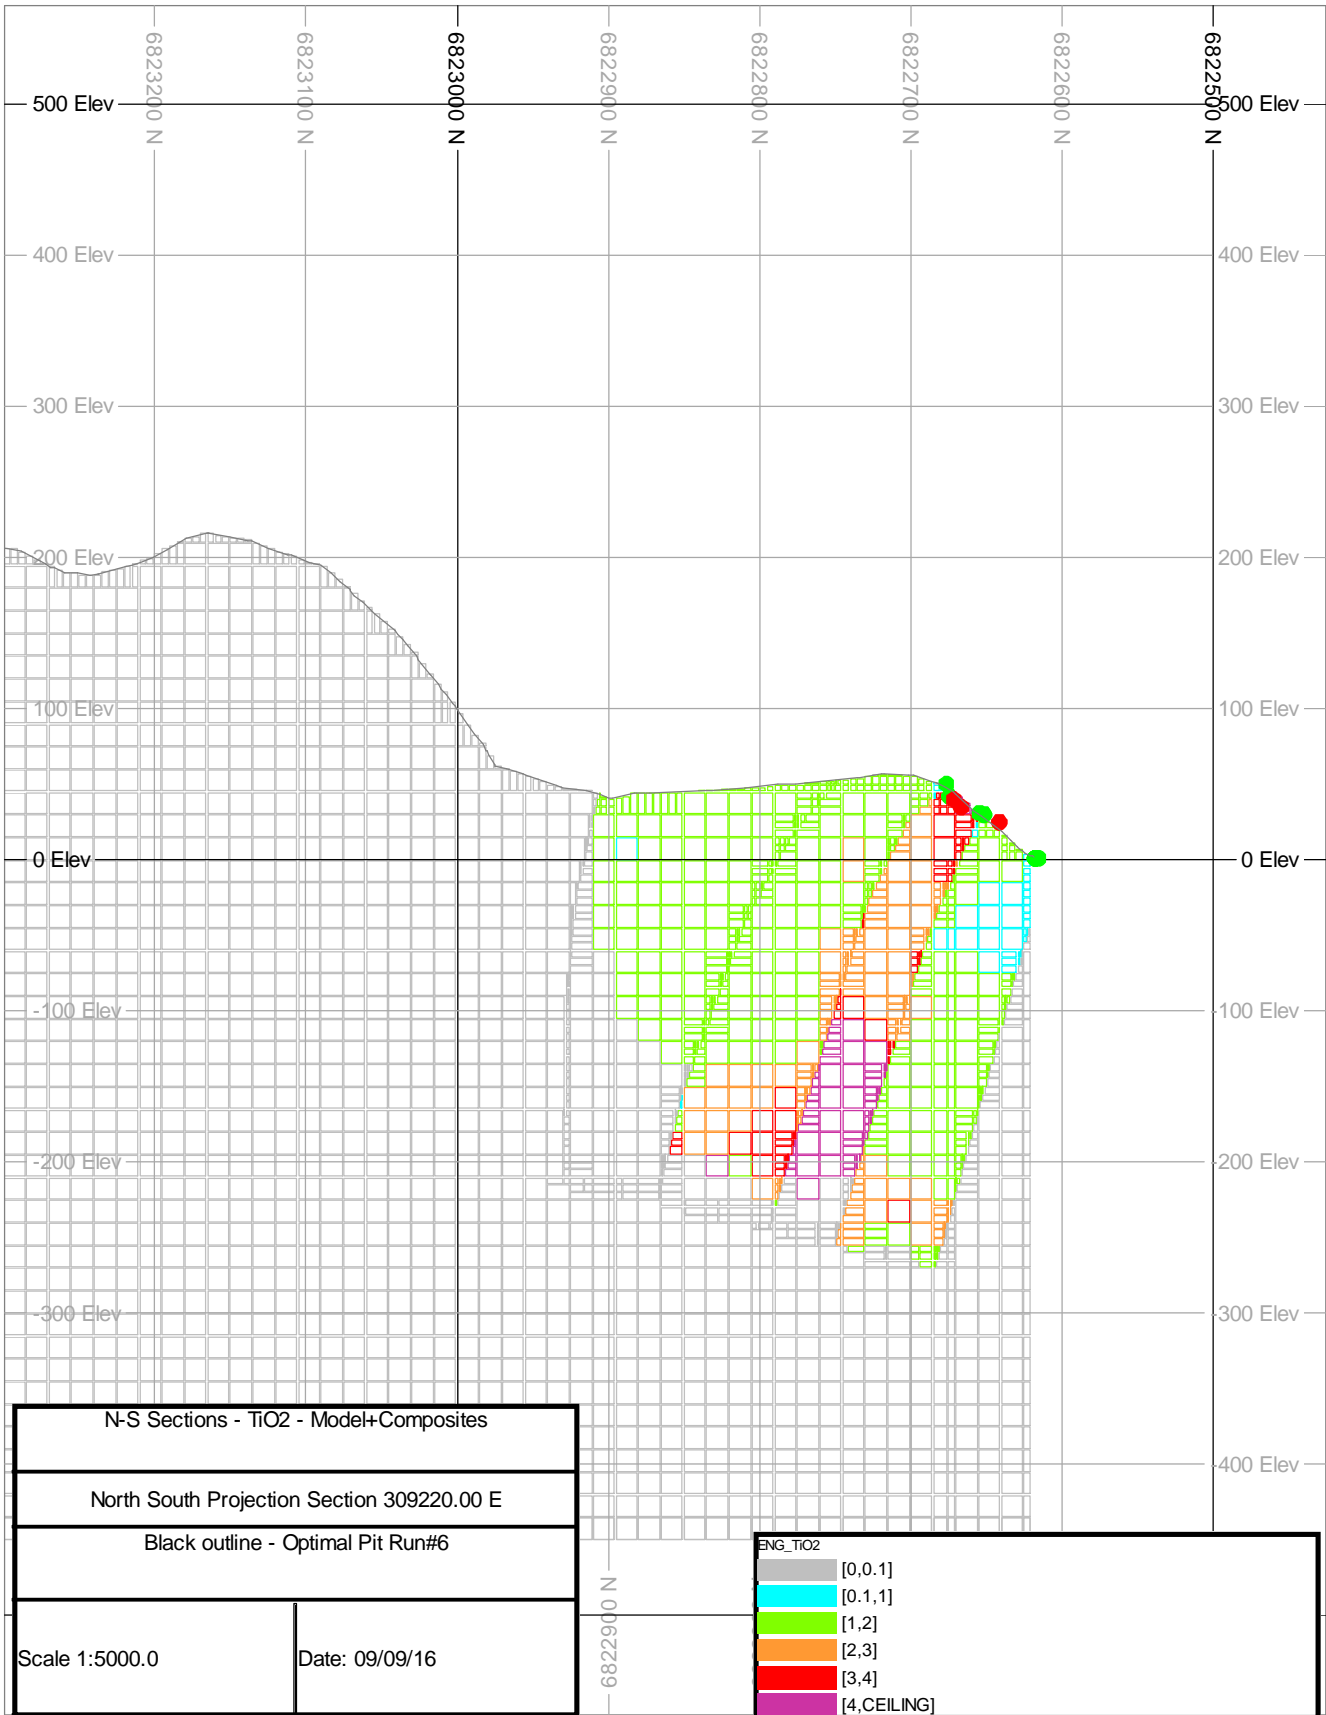 6823200 N
6823100 N
6823000 N
6822900 N
6822800 N
6822700 N
6822600 N
6822500 N
500 Elev
500 Elev
400 Elev
400 Elev
300 Elev
300 Elev
200 Elev
200 Elev
100 Elev
100 Elev
0 Elev
0 Elev
-100 Elev
-100 Elev
-200 Elev
-200 Elev
-300 Elev
-300 Elev
-400 Elev
N-S Sections - TiO2 - Model+Composites
North South Projection Section 309220.00 E
Black outline - Optimal Pit Run#6
Scale 1:5000.0
Date: 09/09/16
6822900 N
ENG_TiO2
[0,0.1]
[0.1,1]
[1,2]
[2,3]
[3,4]
[4,CEILING]